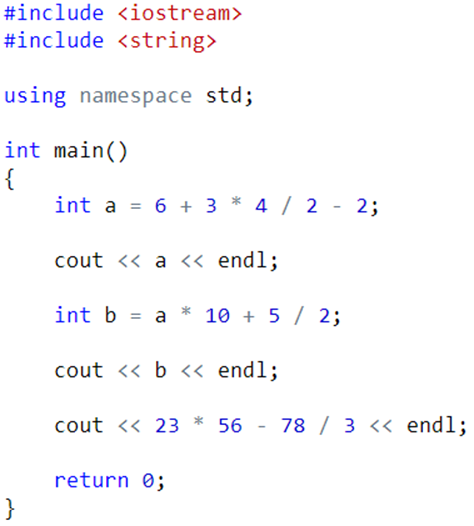 #include <iostream>
#include <string>
using namespace std;
int main()
{
int a = 6 + 3 * 4 / 2 - 2;
cout << a << endl;
int b = a * 10 + 5 / 2;
cout << b << endl;
cout << 23 * 56 - 78 / 3 << endl;
return 0;
}